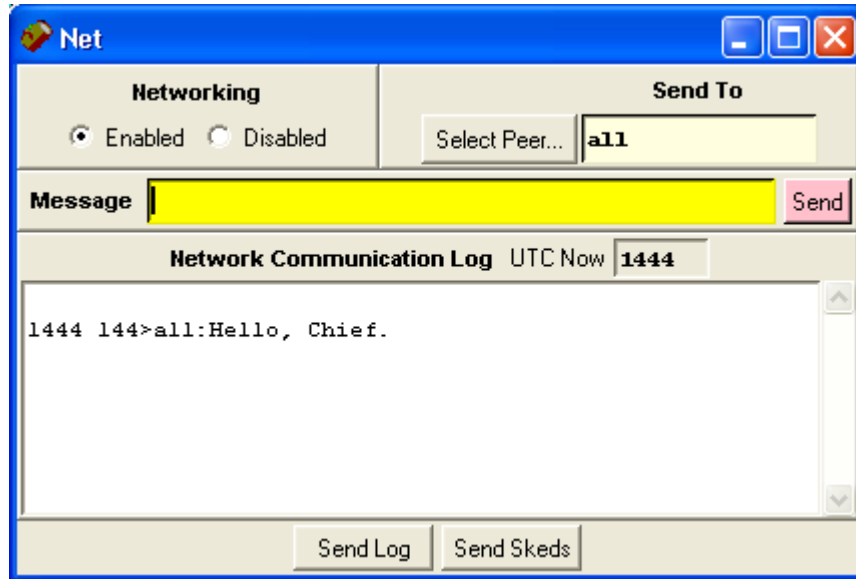 Net
Networking
Send To
Enabled Disabled
Select Peer... all
Message
Send
Network Communication Log UTC Now 1444
1444 144>all:Hello, Chief.
Send Log Send Skeds